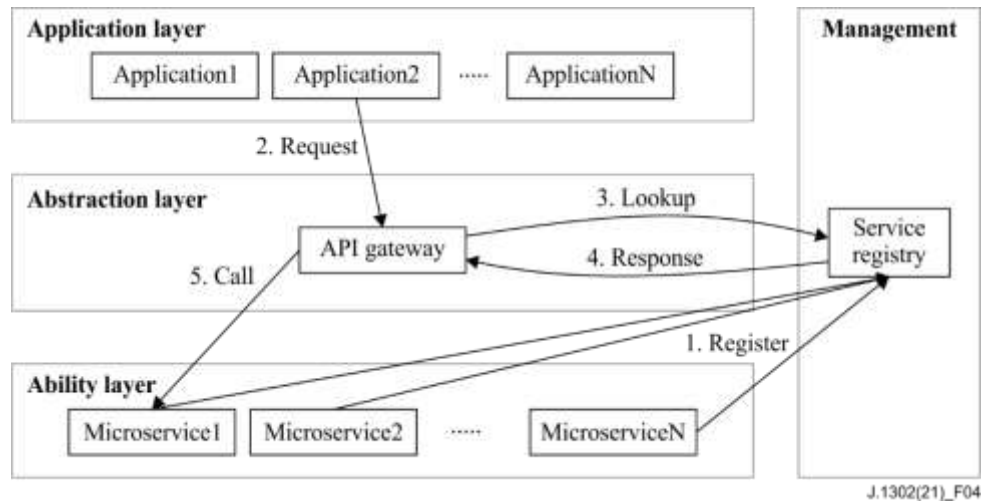 Application layer
Management
Application1
Application2
.....
ApplicationN
2. Request
Abstraction layer
3. Lookup
API gateway
Service
registry
4. Response
5. Call
1. Register
Ability layer
Microservice1
Microservice2
.....
MicroserviceN
J.1302(21)_F04